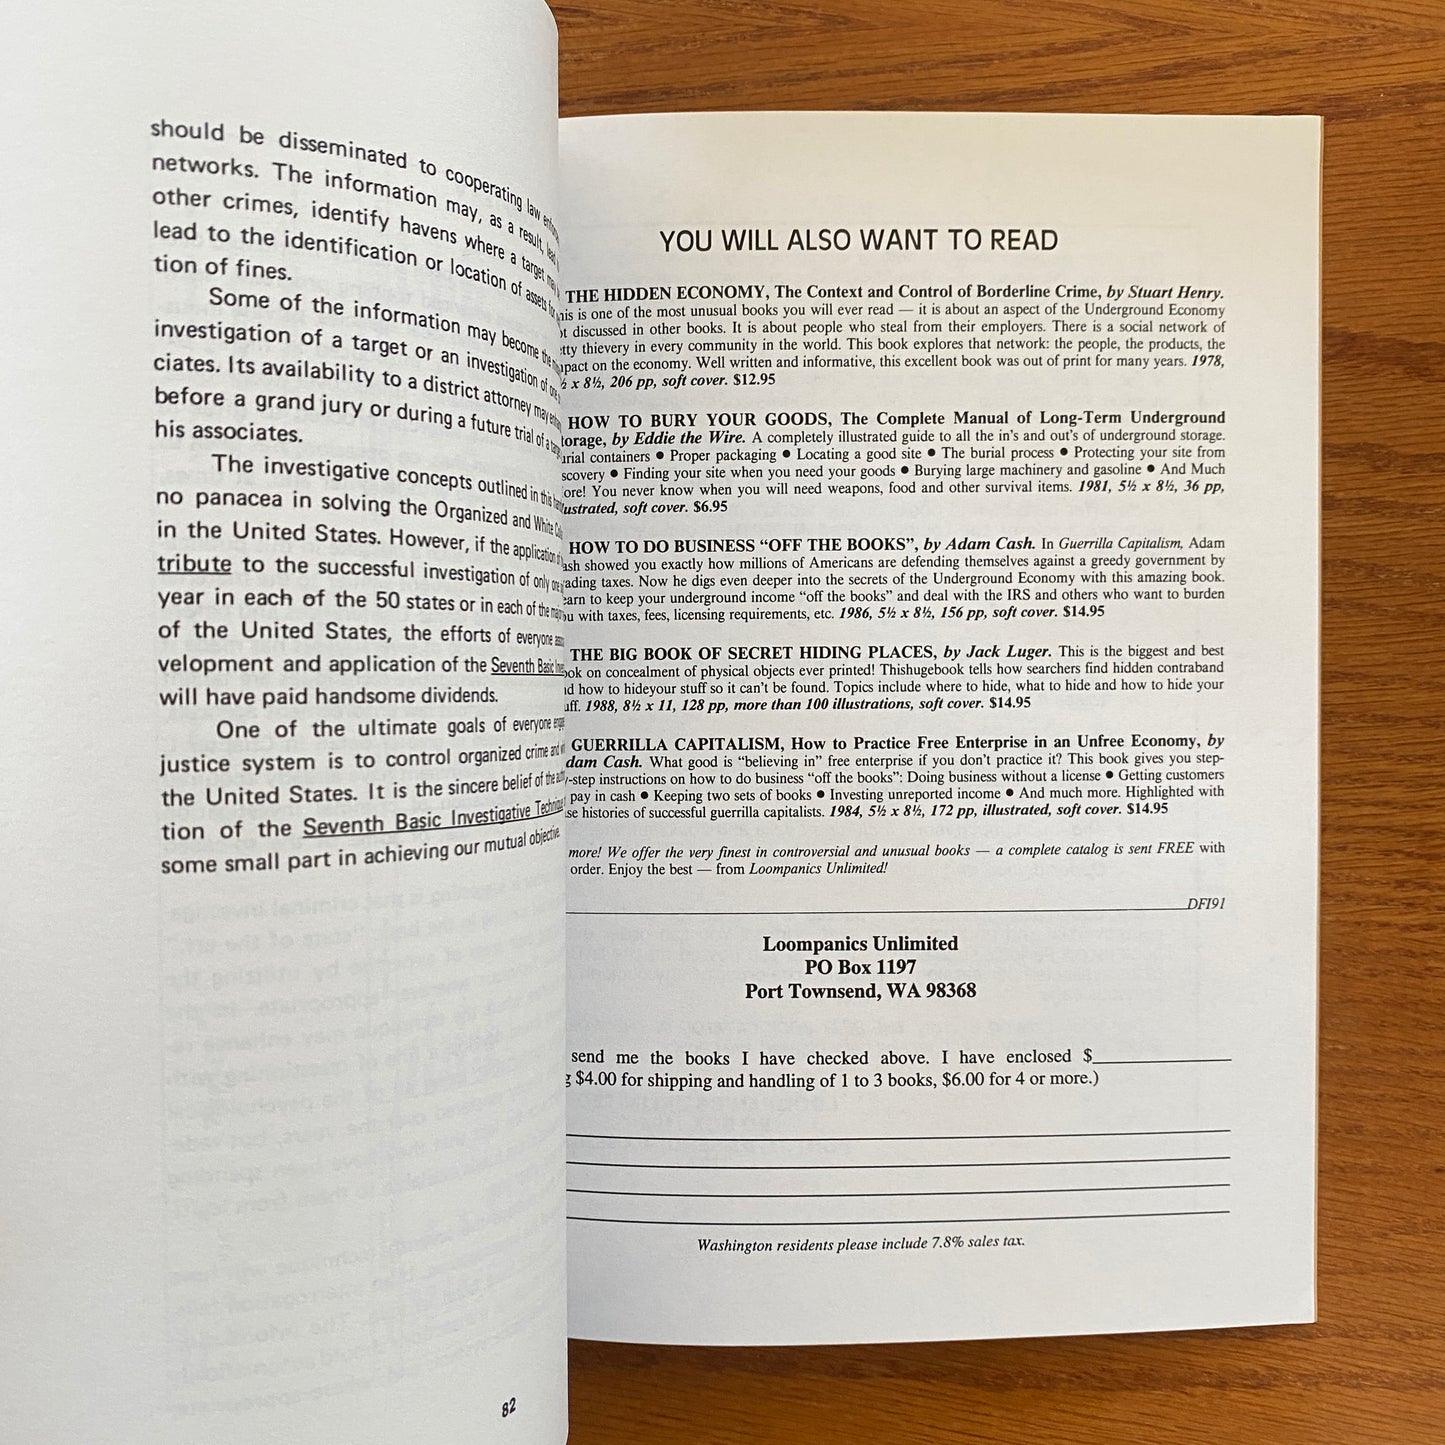 should be disseminated to cooperating law
networks. The information may, as a result,
other crimes, identify havens where a target may
lead to the identification or location of assets for
tion of fines.
Some of the information may become the
investigation of a target or an investigation of one
ciates. Its availability to a district attorney may
before a grand jury or during a future trial of a
his associates.
The investigative concepts outlined in this
no panacea in solving the Organized and White
in the United States. However, if the application
tribute to the successful investigation of only one
year in each of the 50 states or in each of the
of the United States, the efforts of everyone
velopment and application of the Seventh Basic
will have paid handsome dividends.
One of the ultimate goals of everyone
justice system is to control organized crime and
the United States. It is the sincere belief of the
tion of the Seventh Basic Investigative
some small part in achieving our mutual objective.
82
YOU WILL ALSO WANT TO READ
THE HIDDEN ECONOMY, The Context and Control of Borderline Crime, by Stuart Henry.
is one of the most unusual books you will ever read — it is about an aspect of the Underground Economy
discussed in other books. It is about people who steal from their employers. There is a social network of
thievery in every community in the world. This book explores that network: the people, the products, the
on the economy. Well written and informative, this excellent book was out of print for many years. 1978,
x 8½, 206 pp, soft cover. $12.95
HOW TO BURY YOUR GOODS, The Complete Manual of Long-Term Underground
by Eddie the Wire. A completely illustrated guide to all the in's and out's of underground storage.
containers ● Proper packaging ● Locating a good site ● The burial process ● Protecting your site from
● Finding your site when you need your goods ● Burying large machinery and gasoline ● And Much
You never know when you will need weapons, food and other survival items. 1981, 5½ x 8½, 36 pp,
soft cover. $6.95
HOW TO DO BUSINESS “OFF THE BOOKS”, by Adam Cash. In Guerrilla Capitalism, Adam
showed you exactly how millions of Americans are defending themselves against a greedy government by
taxes. Now he digs even deeper into the secrets of the Underground Economy with this amazing book.
to keep your underground income “off the books” and deal with the IRS and others who want to burden
with taxes, fees, licensing requirements, etc. 1986, 5½ x 8½, 156 pp, soft cover. $14.95
THE BIG BOOK OF SECRET HIDING PLACES, by Jack Luger. This is the biggest and best
on concealment of physical objects ever printed! Thishugebook tells how searchers find hidden contraband
how to hideyour stuff so it can't be found. Topics include where to hide, what to hide and how to hide your
1988, 8½ x 11, 128 pp, more than 100 illustrations, soft cover. $14.95
GUERRILLA CAPITALISM, How to Practice Free Enterprise in an Unfree Economy, by
Cash. What good is “believing in” free enterprise if you don't practice it? This book gives you step-
instructions on how to do business “off the books”: Doing business without a license ● Getting customers
pay in cash ● Keeping two sets of books ● Investing unreported income ● And much more. Highlighted with
histories of successful guerrilla capitalists. 1984, 5½ x 8½, 172 pp, illustrated, soft cover. $14.95
more! We offer the very finest in controversial and unusual books — a complete catalog is sent FREE with
order. Enjoy the best — from Loompanics Unlimited!
DFI91
Loompanics Unlimited
PO Box 1197
Port Townsend, WA 98368
send me the books I have checked above. I have enclosed $
$4.00 for shipping and handling of 1 to 3 books, $6.00 for 4 or more.)
Washington residents please include 7.8% sales tax.